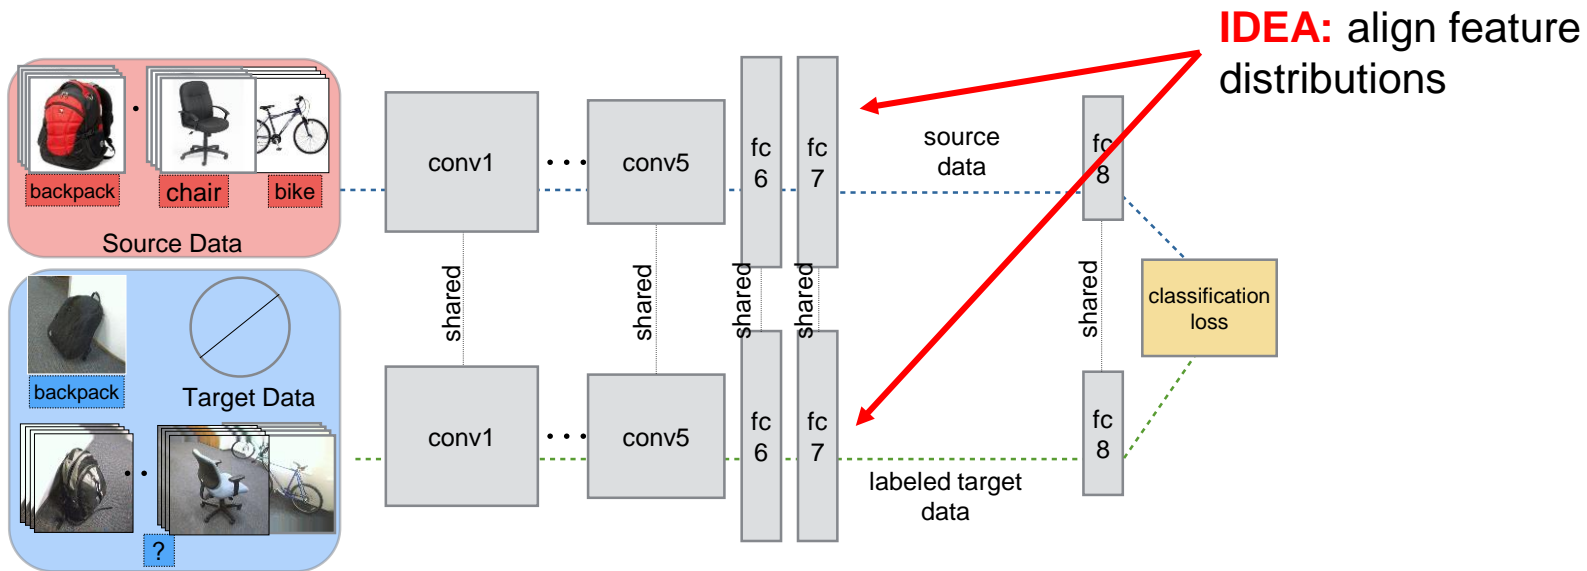 IDEA: align feature
distributions
backpack
chair
bike
Source Data
conv1
...
conv5
fc
6
fc
7
source
data
fc
8
shared
shared
shared
shared
shared
classification
loss
backpack
Target Data
?
conv1
...
conv5
fc
6
fc
7
labeled target
data
fc
8